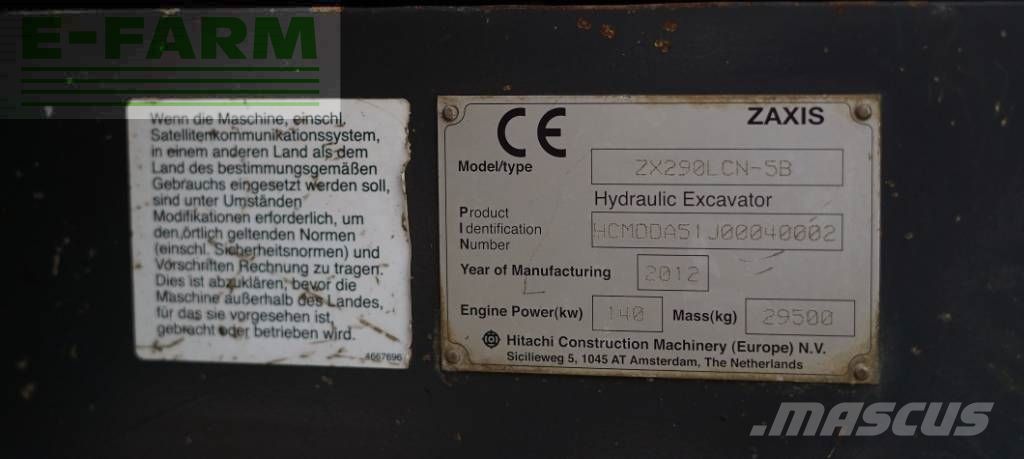 E-FARM
Wenn die Maschine, einschl.
Satellitenkommunikationssystem,
in einem anderen Land als dem
Land des bestimmungsgemäßen
Gebrauchs eingesetzt werden soll,
sind unter Umständen
Modifikationen erforderlich, um
den örtlich geltenden Normen
(einschl. Sicherheitsnormen) und
Vorschriften Rechnung zu tragen.
Dies ist abzuklären, bevor die
Maschine außerhalb des Landes,
für das sie vorgesehen ist,
gebracht oder betrieben wird.
4667696
CE ZAXIS
Model/type ZX290LCN-5B
Hydraulic Excavator
Product
Identification HCMDDA51J00040002
Number
Year of Manufacturing 2012
Engine Power(kw) 140 Mass(kg) 29500
Hitachi Construction Machinery (Europe) N.V.
Sicilieweg 5, 1045 AT Amsterdam, The Netherlands
MASCUS